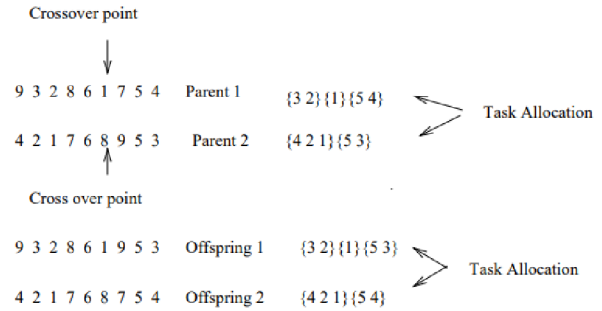 Crossover point
9 3 2 8 6 1 7 5 4 Parent 1 {3 2}{1}{5 4}
Task Allocation
4 2 1 7 6 8 9 5 3 Parent 2 {4 2 1}{5 3}
Cross over point
9 3 2 8 6 1 9 5 3 Offspring 1 {3 2}{1}{5 3}
Task Allocation
4 2 1 7 6 8 7 5 4 Offspring 2 {4 2 1}{5 4}